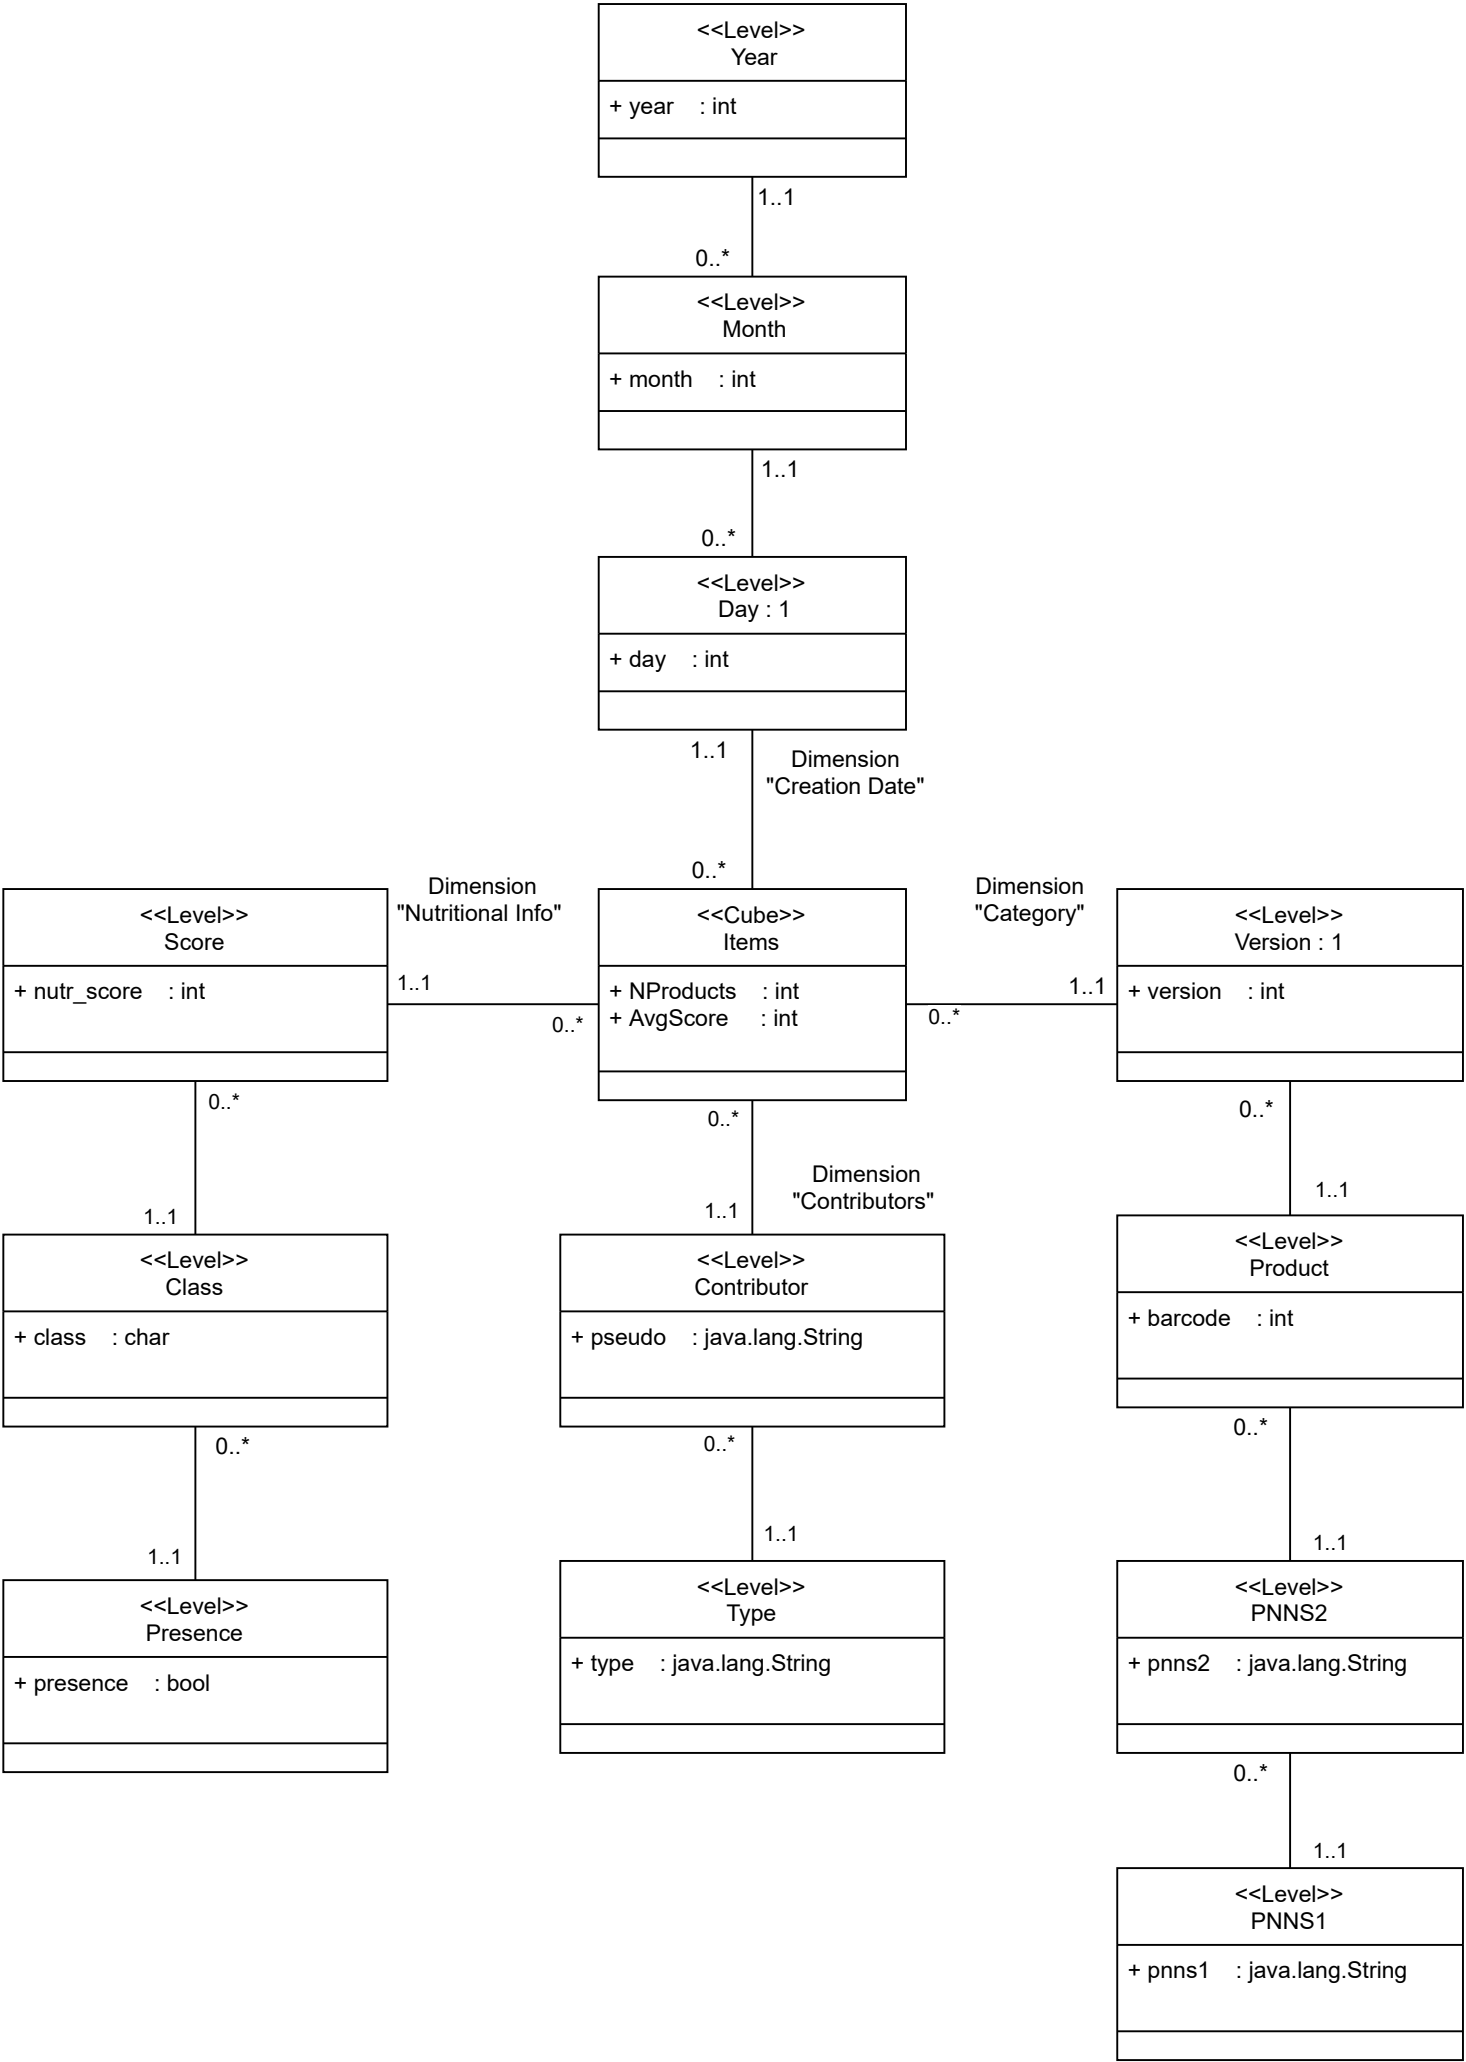 <<Level>>
Year
+ year : int
1..1
0..*
<<Level>>
Month
+ month : int
1..1
0..*
<<Level>>
Day : 1
+ day : int
1..1
Dimension
"Creation Date"
0..*
Dimension
"Nutritional Info"
Dimension
"Category"
<<Level>>
Score
+ nutr_score : int
1..1
0..*
<<Cube>>
Items
+ NProducts : int
+ AvgScore : int
0..*
1..1
<<Level>>
Version : 1
+ version : int
0..*
1..1
<<Level>>
Class
+ class : char
0..*
1..1
<<Level>>
Presence
+ presence : bool
0..*
Dimension
"Contributors"
1..1
<<Level>>
Contributor
+ pseudo : java.lang.String
0..*
1..1
<<Level>>
Type
+ type : java.lang.String
0..*
1..1
<<Level>>
Product
+ barcode : int
0..*
1..1
<<Level>>
PNNS2
+ pnns2 : java.lang.String
0..*
1..1
<<Level>>
PNNS1
+ pnns1 : java.lang.String